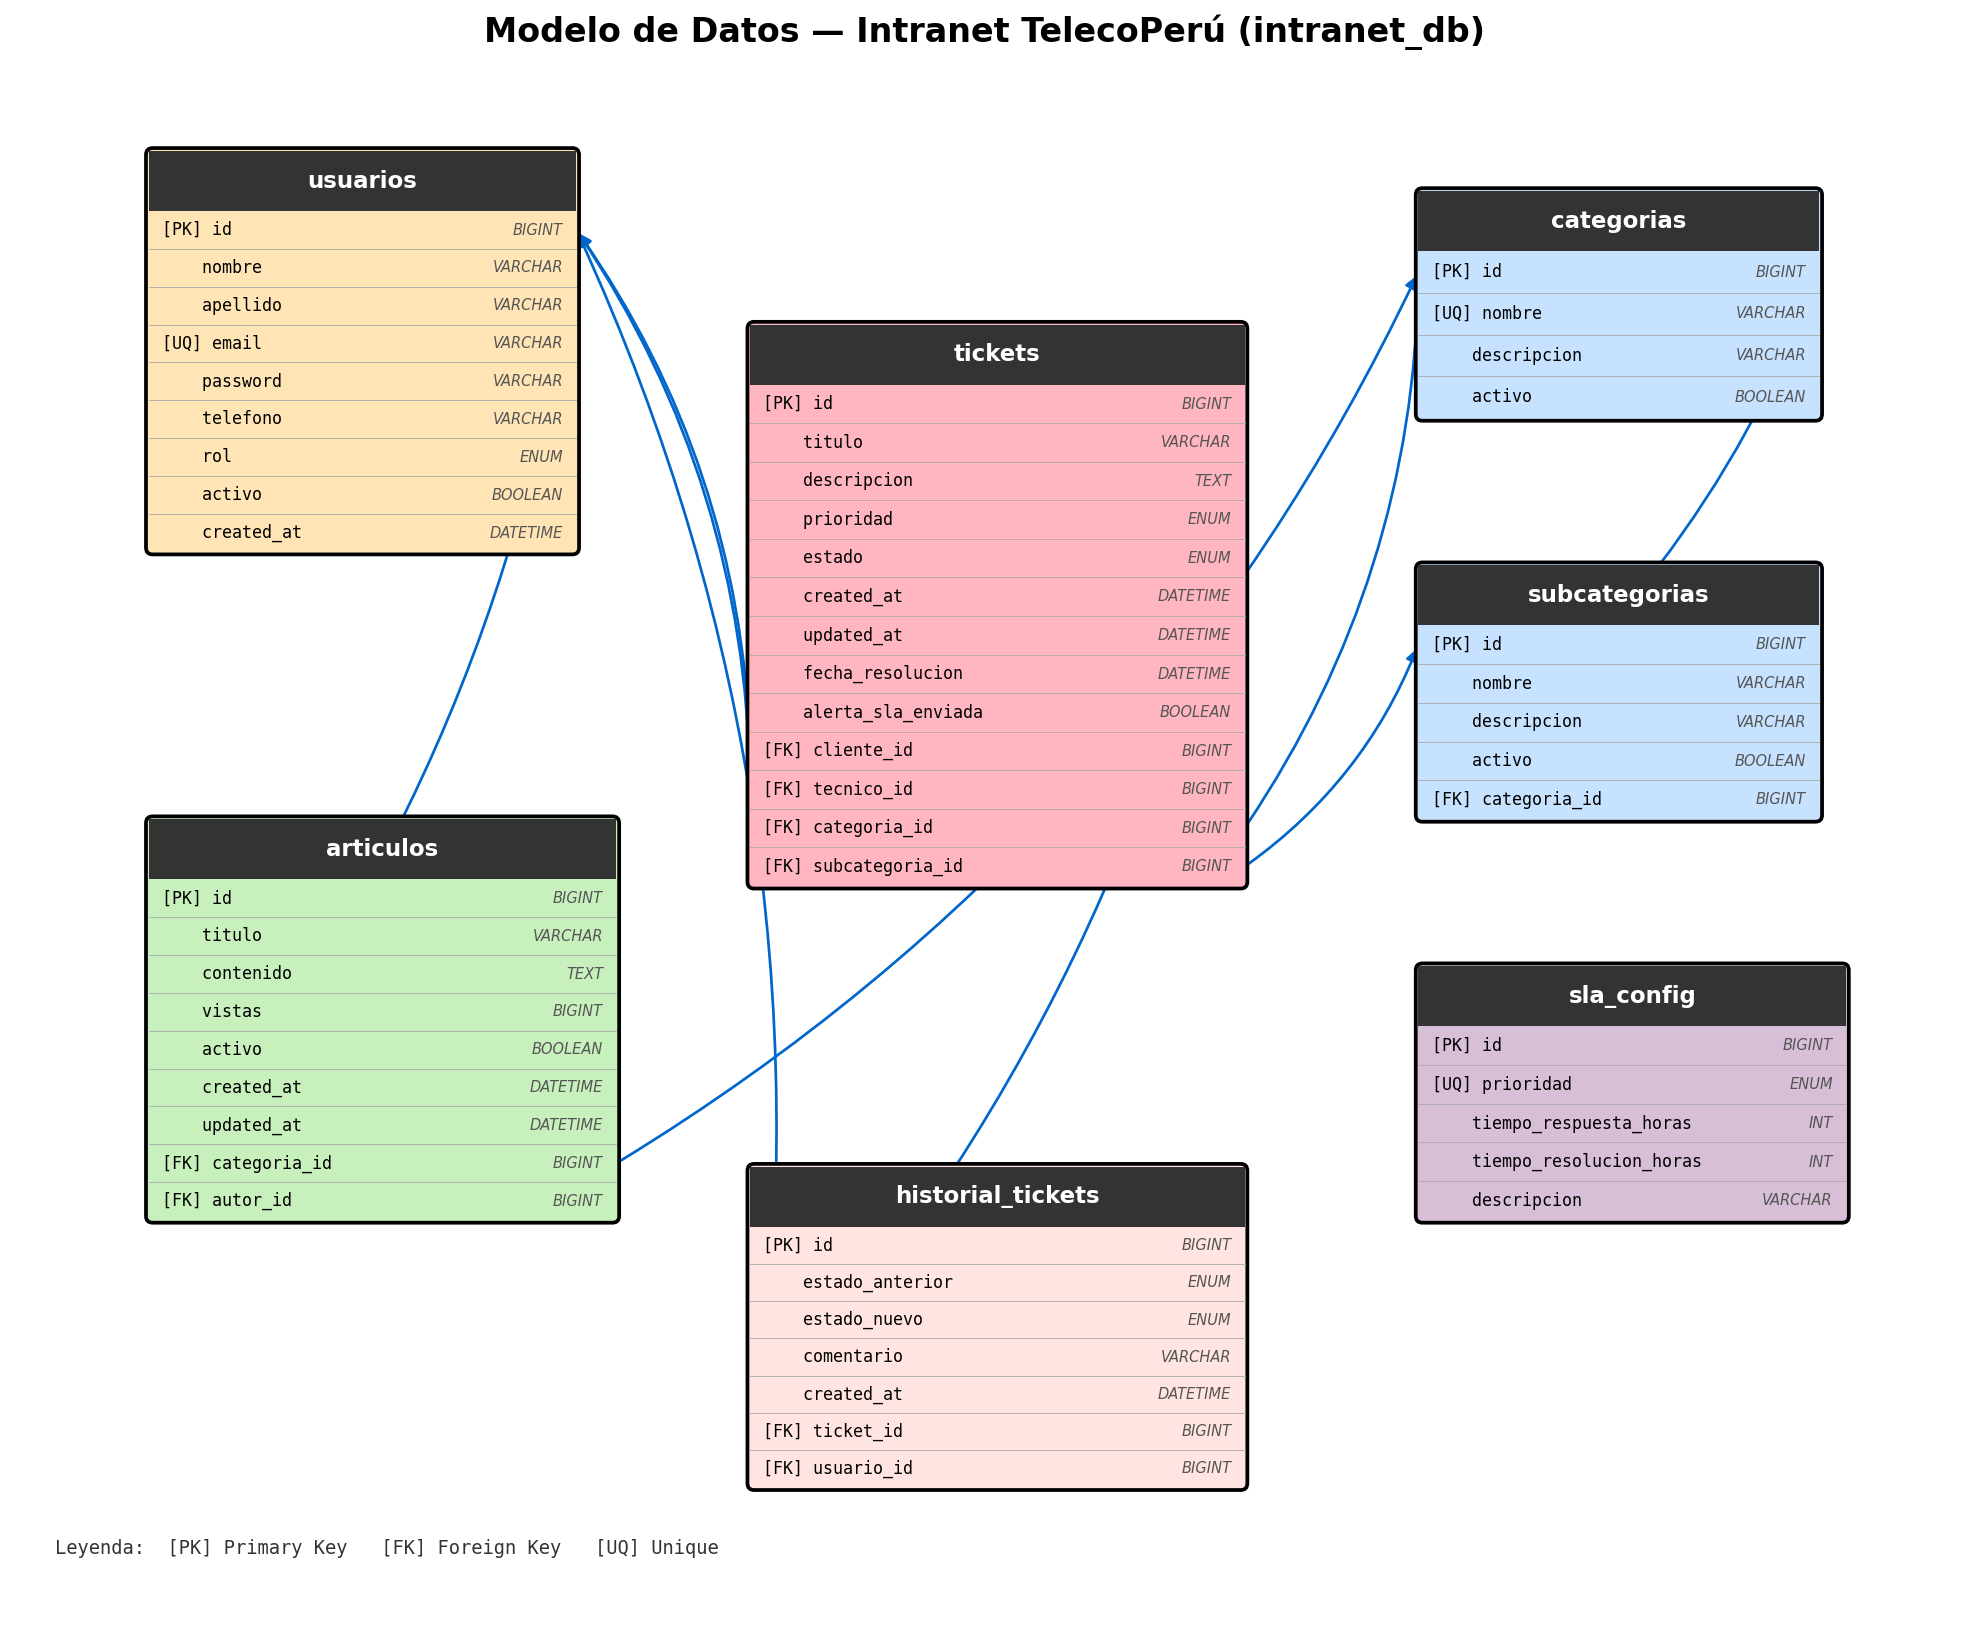 Modelo de Datos — Intranet TelecoPerú (intranet_db)
usuarios
[PK] id BIGINT
nombre VARCHAR
apellido VARCHAR
[UQ] email VARCHAR
password VARCHAR
telefono VARCHAR
rol ENUM
activo BOOLEAN
created_at DATETIME
tickets
[PK] id BIGINT
titulo VARCHAR
descripcion TEXT
prioridad ENUM
estado ENUM
created_at DATETIME
updated_at DATETIME
fecha_resolucion DATETIME
alerta_sla_enviada BOOLEAN
[FK] cliente_id BIGINT
[FK] tecnico_id BIGINT
[FK] categoria_id BIGINT
[FK] subcategoria_id BIGINT
categorias
[PK] id BIGINT
[UQ] nombre VARCHAR
descripcion VARCHAR
activo BOOLEAN
subcategorias
[PK] id BIGINT
nombre VARCHAR
descripcion VARCHAR
activo BOOLEAN
[FK] categoria_id BIGINT
articulos
[PK] id BIGINT
titulo VARCHAR
contenido TEXT
vistas BIGINT
activo BOOLEAN
created_at DATETIME
updated_at DATETIME
[FK] categoria_id BIGINT
[FK] autor_id BIGINT
historial_tickets
[PK] id BIGINT
estado_anterior ENUM
estado_nuevo ENUM
comentario VARCHAR
created_at DATETIME
[FK] ticket_id BIGINT
[FK] usuario_id BIGINT
sla_config
[PK] id BIGINT
[UQ] prioridad ENUM
tiempo_respuesta_horas INT
tiempo_resolucion_horas INT
descripcion VARCHAR
Leyenda: [PK] Primary Key [FK] Foreign Key [UQ] Unique